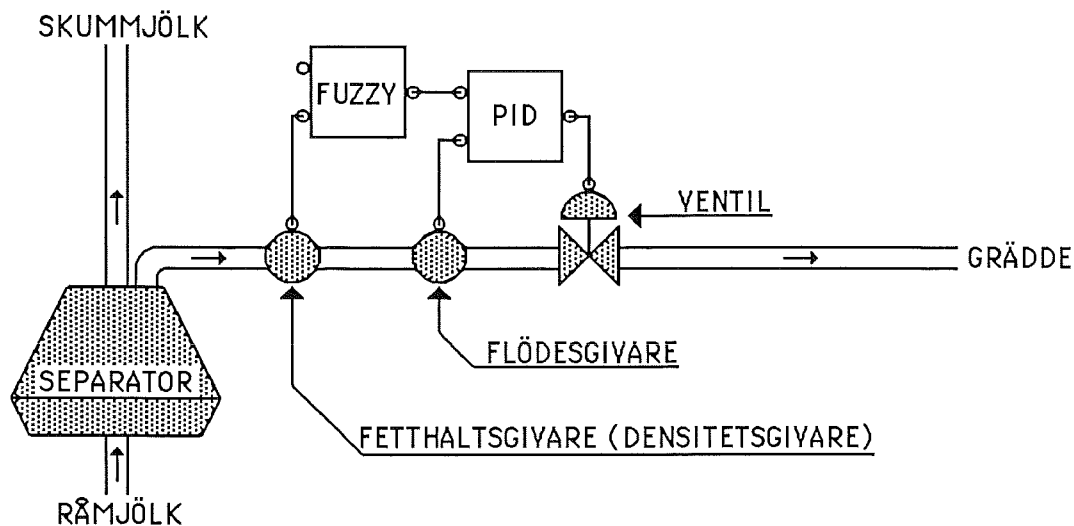 SKUMMJÖLK
FUZZY
PID
VENTIL
GRÄDDE
FLÖDESGIVARE
SEPARATOR
FETTHALTSGIVARE (DENSITETSGIVARE)
RÅMJÖLK